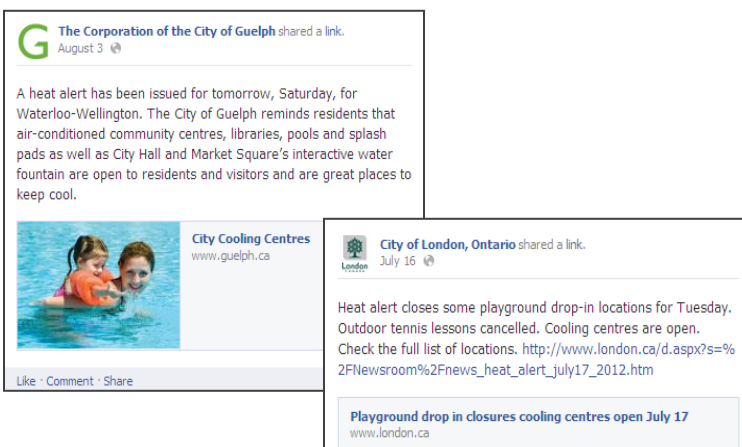 G
The Corporation of the City of Guelph shared a link.
August 3
A heat alert has been issued for tomorrow, Saturday, for
Waterloo-Wellington. The City of Guelph reminds residents that
air-conditioned community centres, libraries, pools and splash
pads as well as City Hall and Market Square's interactive water
fountain are open to residents and visitors and are great places to
keep cool.
City Cooling Centres
www.guelph.ca
Like · Comment · Share
London
City of London, Ontario shared a link.
July 16
Heat alert closes some playground drop-in locations for Tuesday.
Outdoor tennis lessons cancelled. Cooling centres are open.
Check the full list of locations. http://www.london.ca/d.aspx?s=%
2FNewsroom%2Fnews_heat_alert_july17_2012.htm
Playground drop in closures cooling centres open July 17
www.london.ca